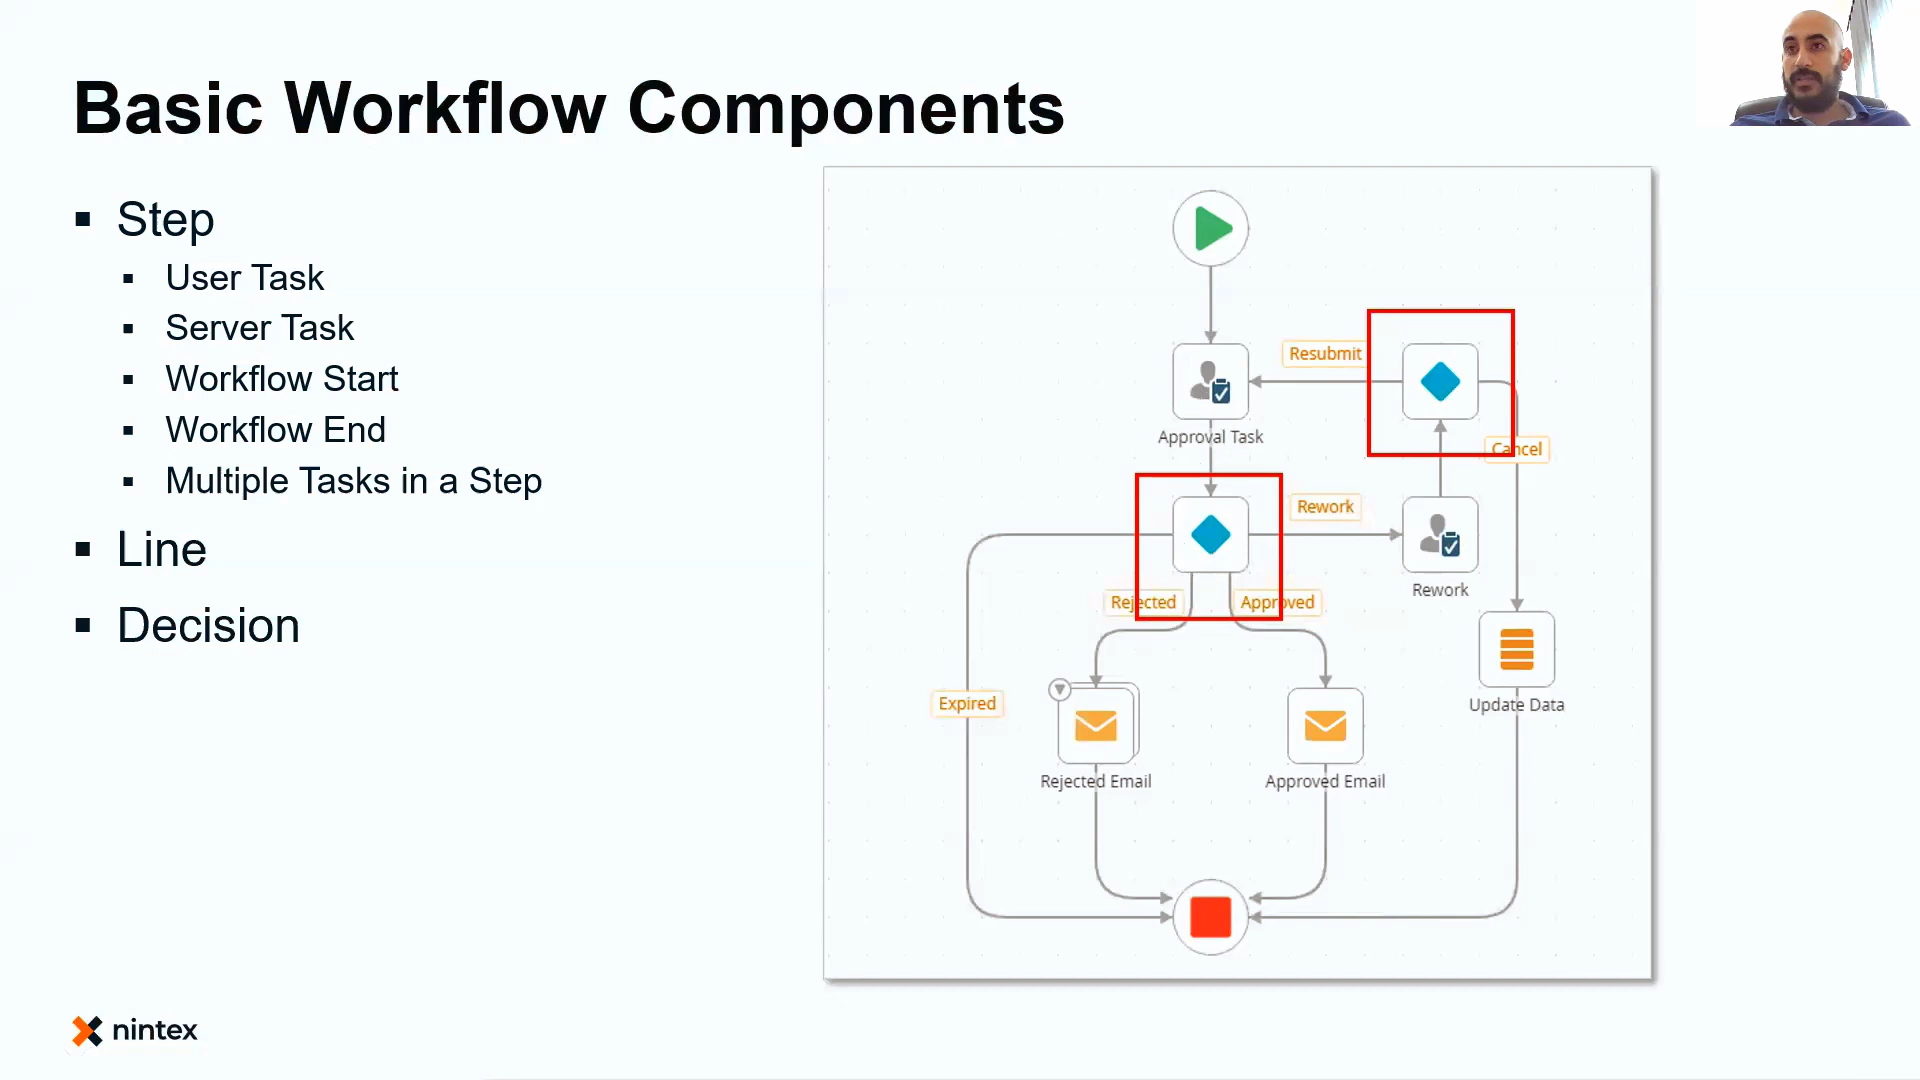 Basic Workflow Components
▪ Step
▪ User Task
▪ Server Task
▪ Workflow Start
▪ Workflow End
▪ Multiple Tasks in a Step
▪ Line
▪ Decision
Resubmit
Approval Task
Cancel
Rework
Rework
Rejected
Approved
Expired
Update Data
Rejected Email
Approved Email
nintex